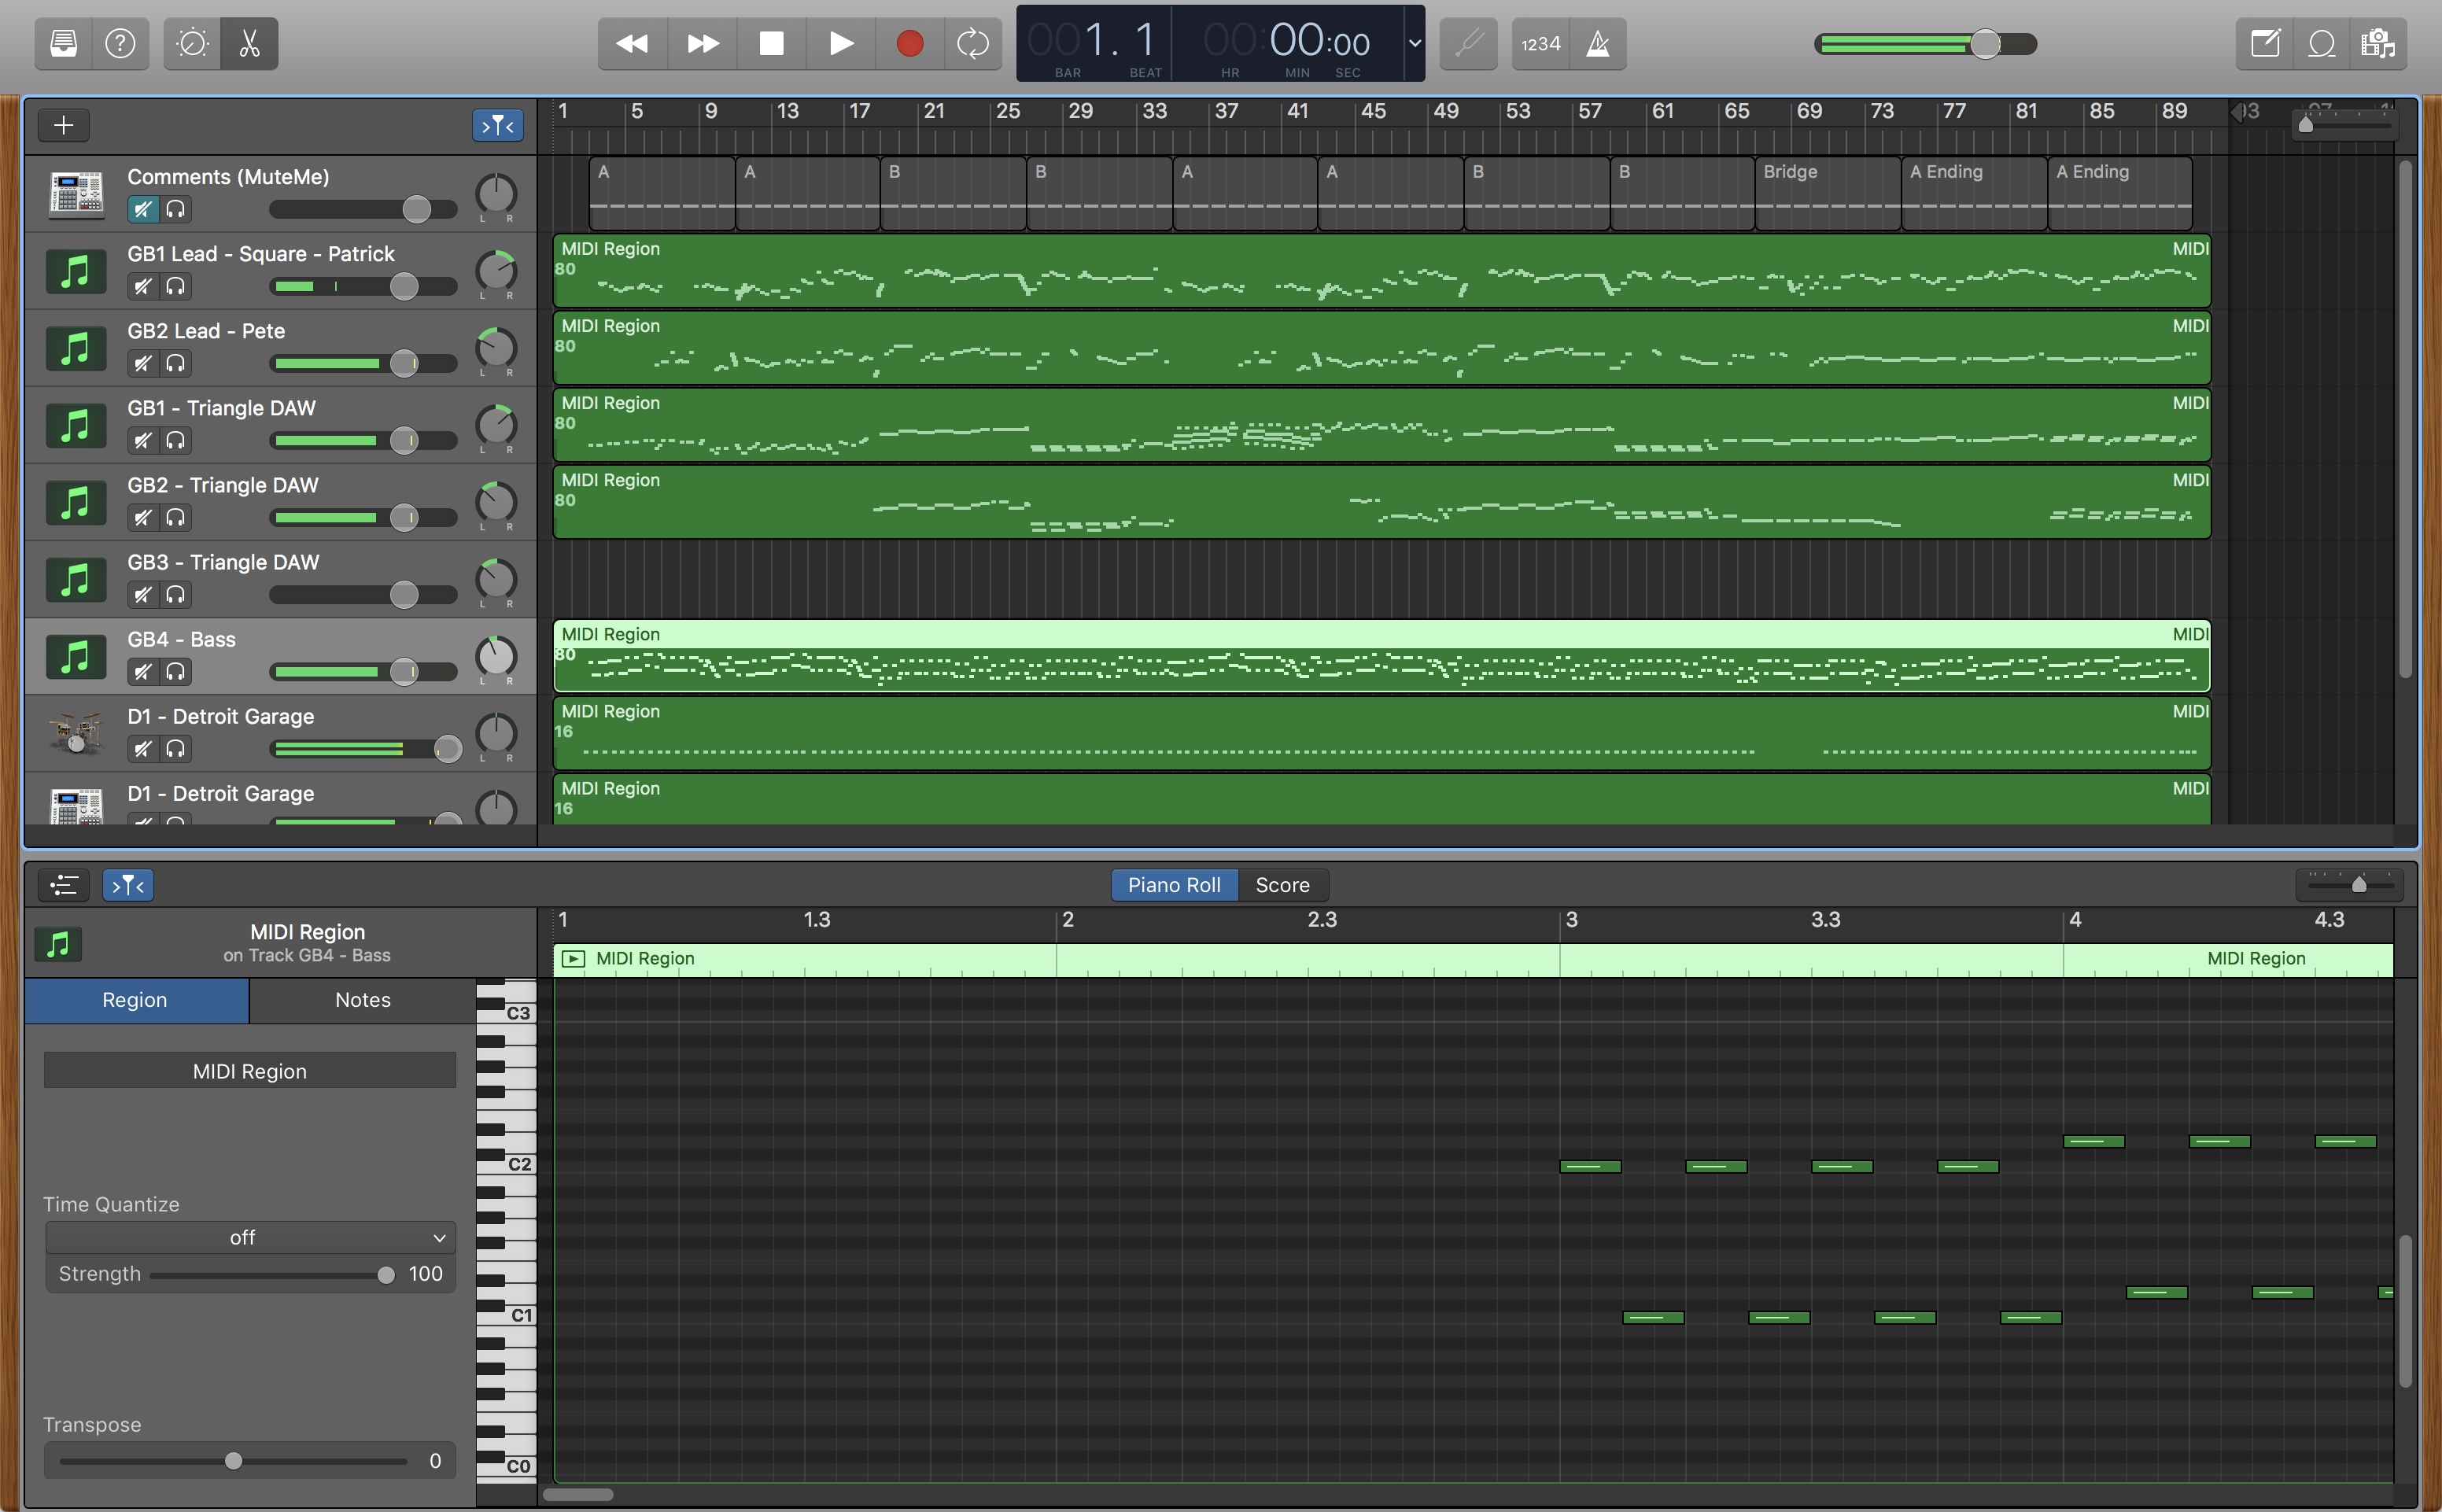 001. 1 00:00:00
BAR BEAT HR MIN SEC
1234
1 5 9 13 17 21 25 29 33 37 41 45 49 53 57 61 65 69 73 77 81 85 89
Comments (MuteMe)
L R
A A B B A A B B Bridge A Ending A Ending
GB1 Lead - Square - Patrick
L R
MIDI Region MIDI
80
GB2 Lead - Pete
L R
MIDI Region MIDI
80
GB1 - Triangle DAW
L R
MIDI Region MIDI
80
GB2 - Triangle DAW
L R
MIDI Region MIDI
80
GB3 - Triangle DAW
L R
GB4 - Bass
L R
MIDI Region MIDI
80
D1 - Detroit Garage
L R
MIDI Region MIDI
16
D1 - Detroit Garage
MIDI Region MIDI
16
Piano Roll Score
MIDI Region
on Track GB4 - Bass
1 1.3 2 2.3 3 3.3 4 4.3
MIDI Region MIDI Region
Region Notes
MIDI Region
Time Quantize
off
Strength 100
Transpose
0
C3
C2
C1
C0